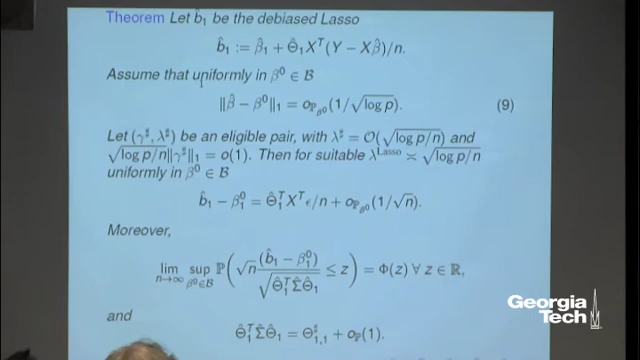 Theorem Let b̂₁ be the debiased Lasso
b̂₁ := β̂₁ + Θ̂₁Xᵀ(Y − Xβ̂)/n.
Assume that uniformly in β⁰ ∈ ℬ
‖β̂ − β⁰‖₁ = o_{ℙ_{β⁰}}(1/√log p). (9)
Let (γ♯, λ♯) be an eligible pair, with λ♯ = 𝒪(√log p/n) and
√log p/n‖γ♯‖₁ = o(1). Then for suitable λ^Lasso ≍ √log p/n
uniformly in β⁰ ∈ ℬ
b̂₁ − β₁⁰ = Θ̂₁ᵀXᵀϵ/n + o_{ℙ_{β⁰}}(1/√n).
Moreover,
lim_{n→∞} sup_{β⁰∈ℬ} ℙ(√n (b̂₁ − β₁⁰)/√(Θ̂₁ᵀΣ̂Θ̂₁) ≤ z) = Φ(z) ∀ z ∈ ℝ,
and
Θ̂₁ᵀΣ̂Θ̂₁ = Θ♯₁,₁ + o_ℙ(1).
Georgia
Tech